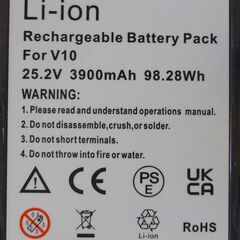 Li-ion
Rechargeable Battery Pack
For V10
25.2V 3900mAh 98.28Wh
WARNING:
1.Please read and understand operations manual.
2.Do not disassemble,crush,or solder.
3.Do not short circuit.
4.Do not throw into fire or water.
CE
PS
E
UK
CA
Li-ion
RoHS